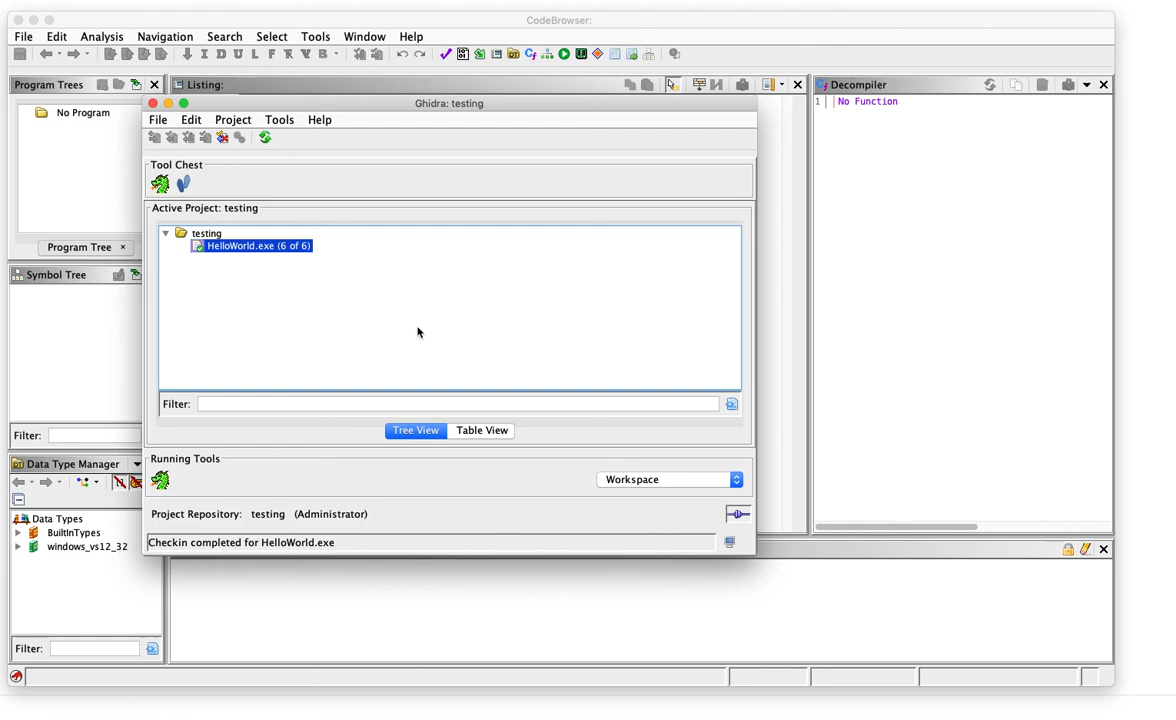 CodeBrowser:
File Edit Analysis Navigation Search Select Tools Window Help
Program Trees
Listing:
Decompiler
No Program
1 No Function
Ghidra: testing
File Edit Project Tools Help
Tool Chest
Active Project: testing
testing
HelloWorld.exe (6 of 6)
Program Tree ×
Symbol Tree
Filter:
Filter:
Tree View Table View
Data Type Manager
Running Tools
Workspace
Data Types
BuiltInTypes
windows_vs12_32
Project Repository: testing (Administrator)
Checkin completed for HelloWorld.exe
Filter: